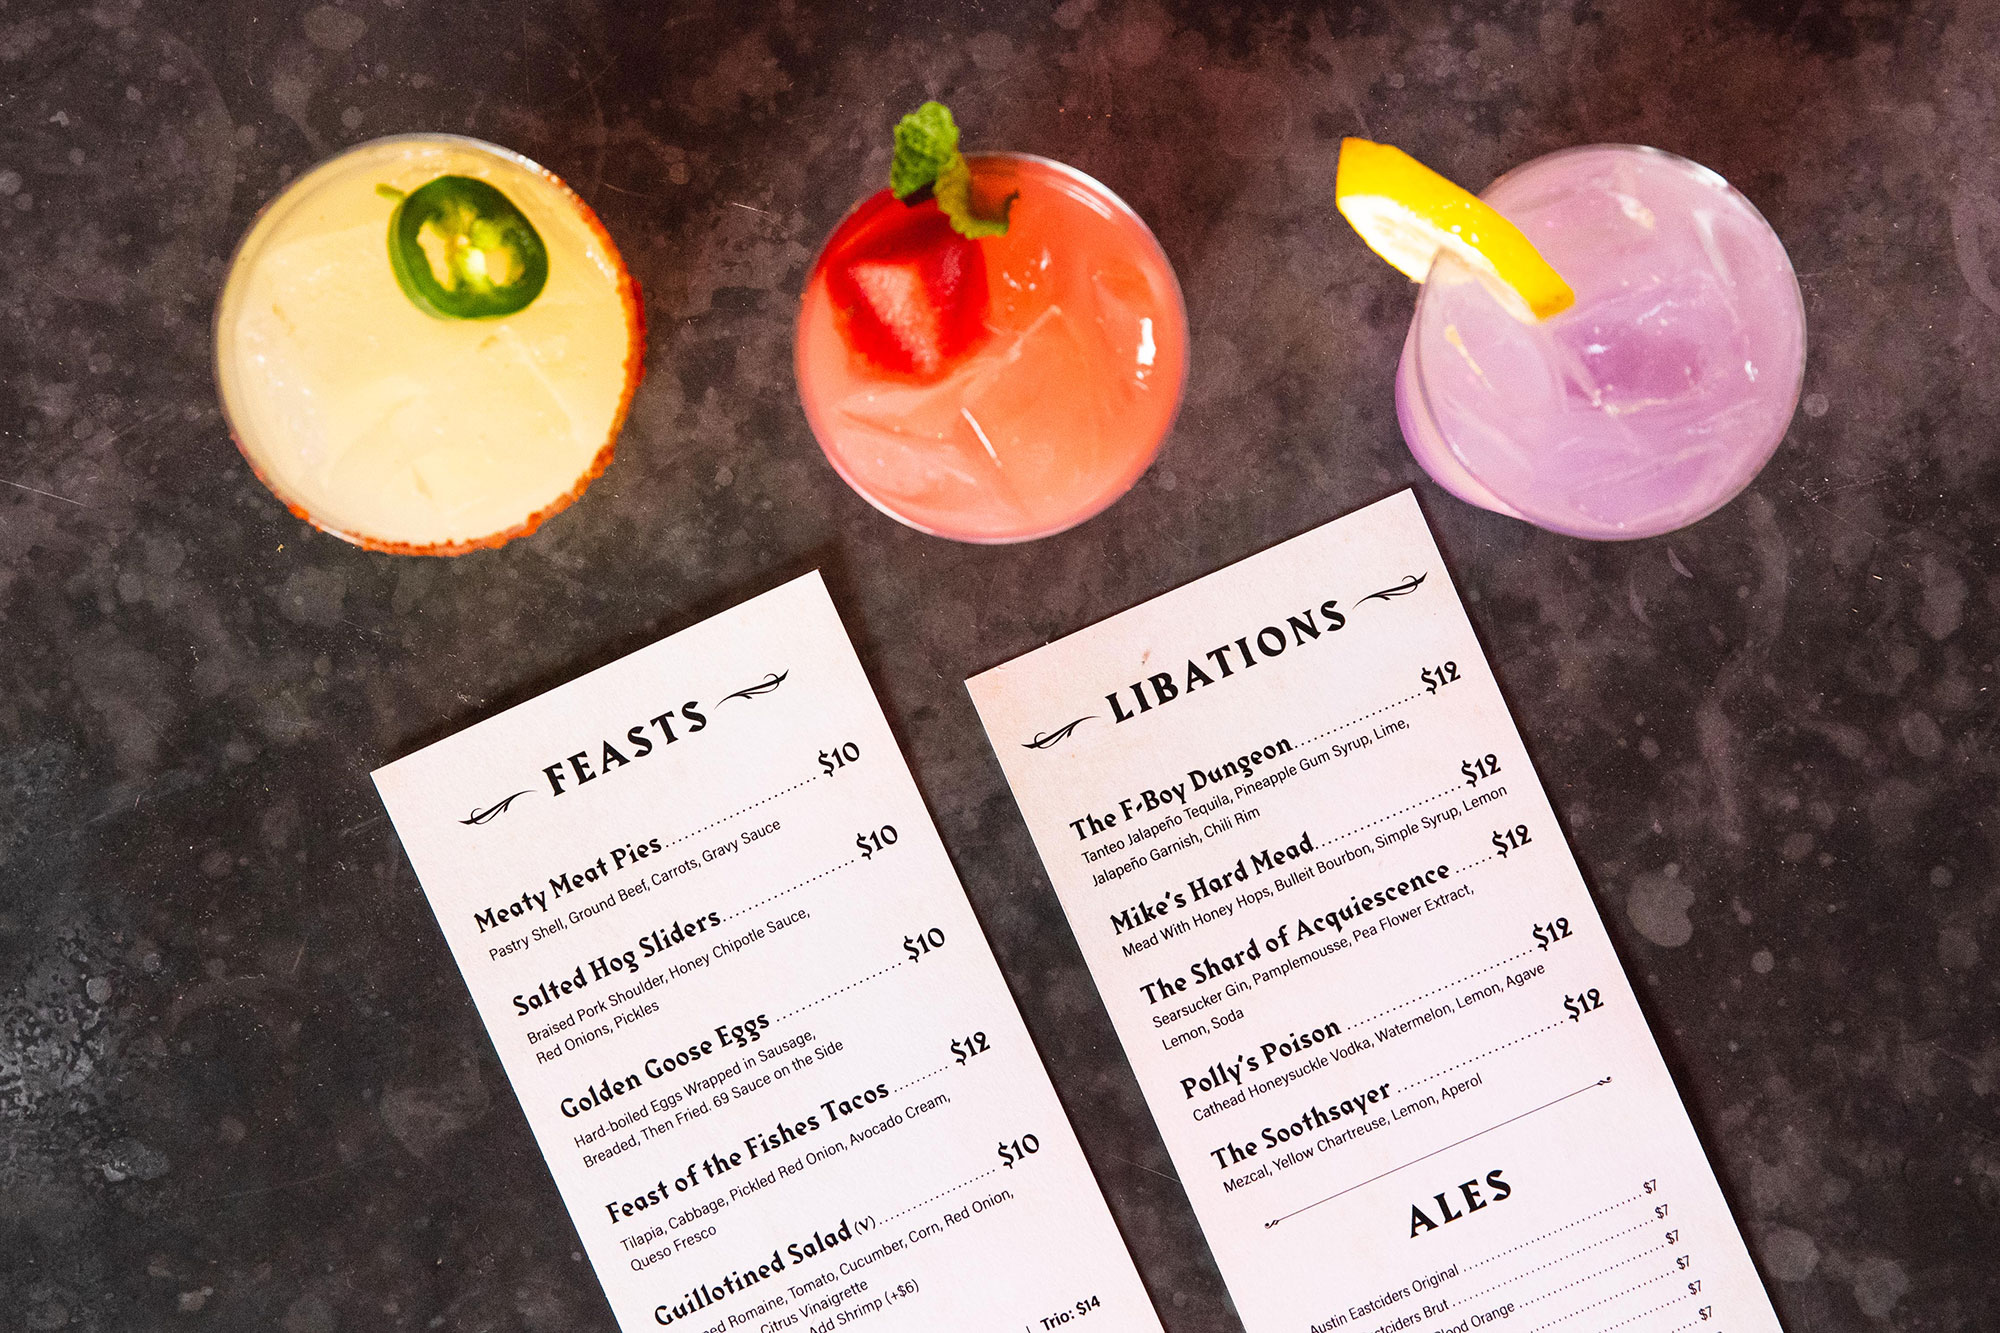 FEASTS
Meaty Meat Pies.................... $10
Pastry Shell, Ground Beef, Carrots, Gravy Sauce
Salted Hog Sliders.................. $10
Braised Pork Shoulder, Honey Chipotle Sauce,
Red Onions, Pickles
Golden Goose Eggs ................. $10
Hard-boiled Eggs Wrapped in Sausage,
Breaded, Then Fried. 69 Sauce on the Side
Feast of the Fishes Tacos ........ $12
Tilapia, Cabbage, Pickled Red Onion, Avocado Cream,
Queso Fresco
Guillotined Salad (V)................ $10
Romaine, Tomato, Cucumber, Corn, Red Onion,
Citrus Vinaigrette
Add Shrimp (+$6)
Trio: $14
LIBATIONS
The F-Boy Dungeon................. $12
Tanteo Jalapeño Tequila, Pineapple Gum Syrup, Lime,
Jalapeño Garnish, Chili Rim
Mike's Hard Mead................... $12
Mead With Honey Hops, Bulleit Bourbon, Simple Syrup, Lemon
The Shard of Acquiescence ...... $12
Searsucker Gin, Pamplemousse, Pea Flower Extract,
Lemon, Soda
Polly's Poison ........................ $12
Cathead Honeysuckle Vodka, Watermelon, Lemon, Agave
The Soothsayer ...................... $12
Mezcal, Yellow Chartreuse, Lemon, Aperol
ALES
Austin Eastciders Original ........................ $7
Brut ........................ $7
Blood Orange ........................ $7
$7
$7
$7